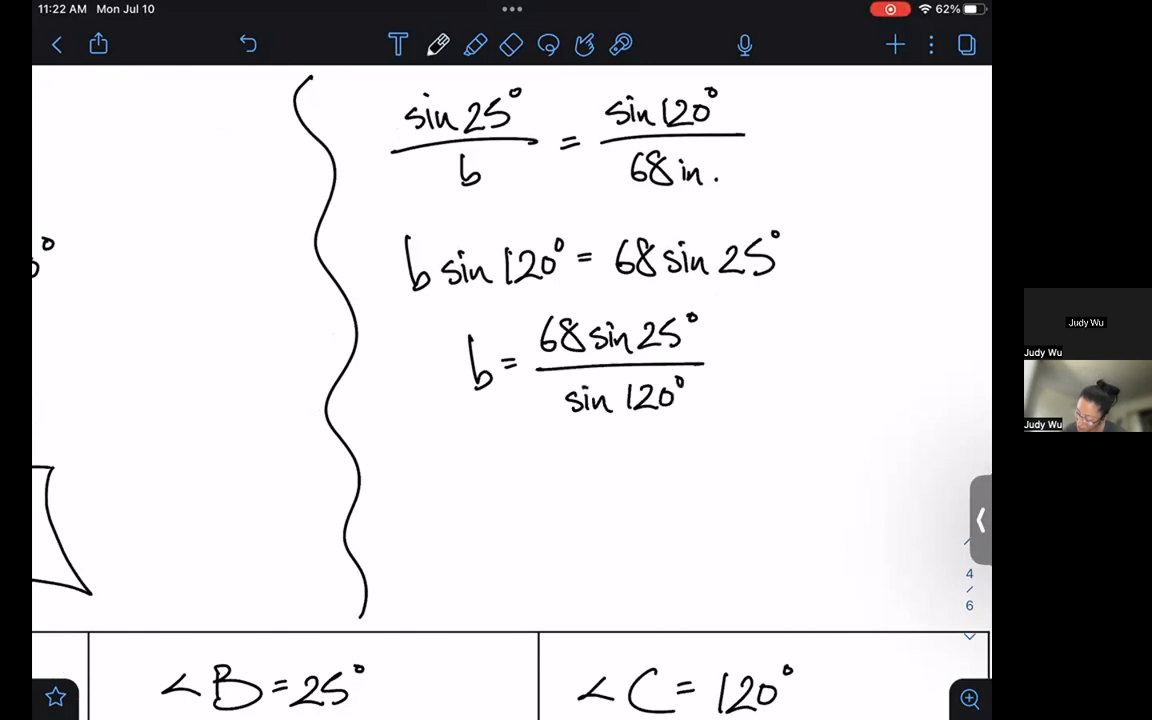 11:22 AM Mon Jul 10
62%
T
sin 25° / b = sin 120° / 68 in.
b sin 120° = 68 sin 25°
b = 68 sin 25° / sin 120°
∠B = 25°
∠C = 120°
4 / 6
Judy Wu
Judy Wu
Judy Wu